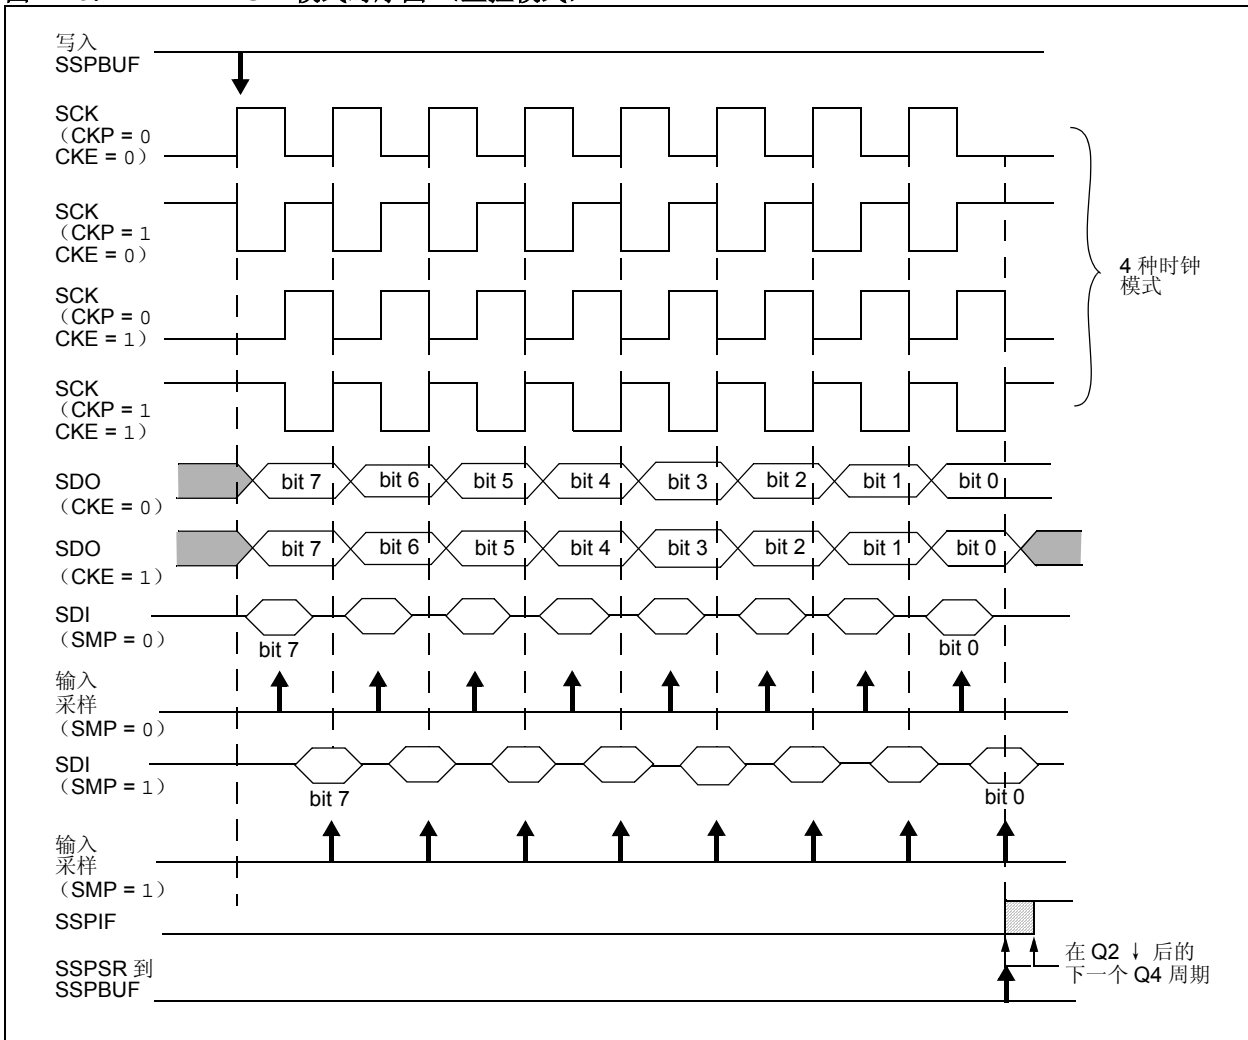 写入
SSPBUF
SCK
（CKP = 0
CKE = 0）
SCK
（CKP = 1
CKE = 0）
SCK
（CKP = 0
CKE = 1）
SCK
（CKP = 1
CKE = 1）
4 种时钟
模式
SDO
（CKE = 0）
bit 7 bit 6 bit 5 bit 4 bit 3 bit 2 bit 1 bit 0
SDO
（CKE = 1）
bit 7 bit 6 bit 5 bit 4 bit 3 bit 2 bit 1 bit 0
SDI
（SMP = 0）
bit 7 bit 0
输入
采样
（SMP = 0）
SDI
（SMP = 1）
bit 7 bit 0
输入
采样
（SMP = 1）
SSPIF
SSPSR 到
SSPBUF
在 Q2 ↓ 后的
下一个 Q4 周期